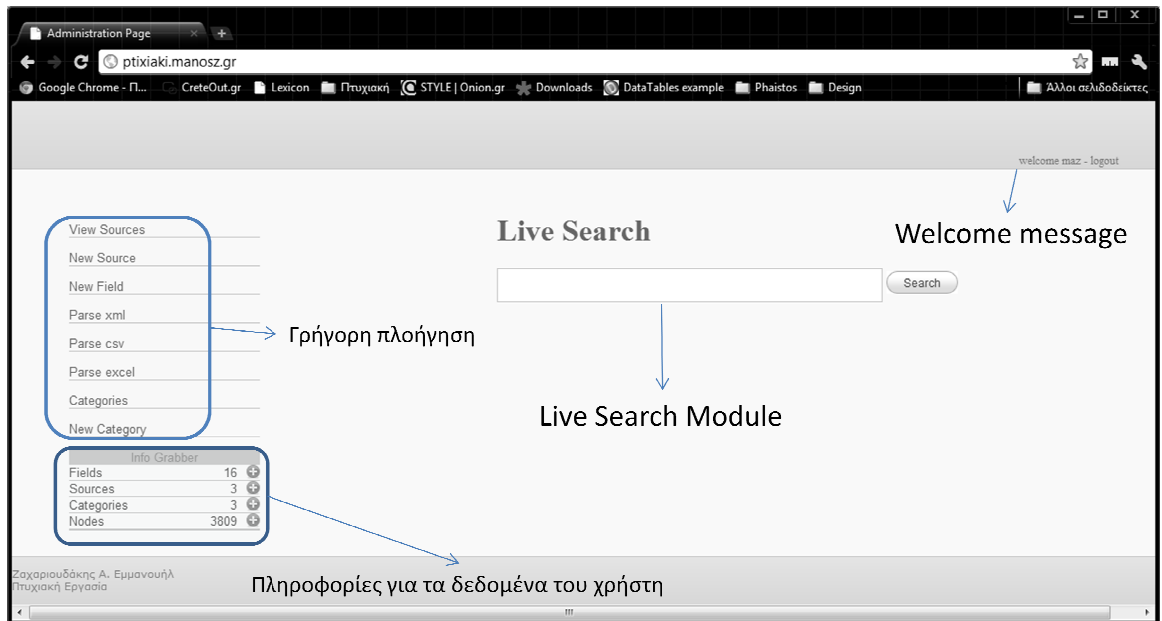 Administration Page
ptixiaki.manosz.gr
Google Chrome - Π... CreteOut.gr Lexicon Πτυχιακή STYLE | Onion.gr Downloads DataTables example Phaistos Design Άλλοι σελιδοδείκτες
welcome maz - logout
Welcome message
View Sources
New Source
New Field
Parse xml
Parse csv
Parse excel
Categories
New Category
Γρήγορη πλοήγηση
Live Search
Search
Live Search Module
Info Grabber
Fields 16
Sources 3
Categories 3
Nodes 3809
Πληροφορίες για τα δεδομένα του χρήστη
Ζαχαριουδάκης Α. Εμμανουήλ
Πτυχιακή Εργασία